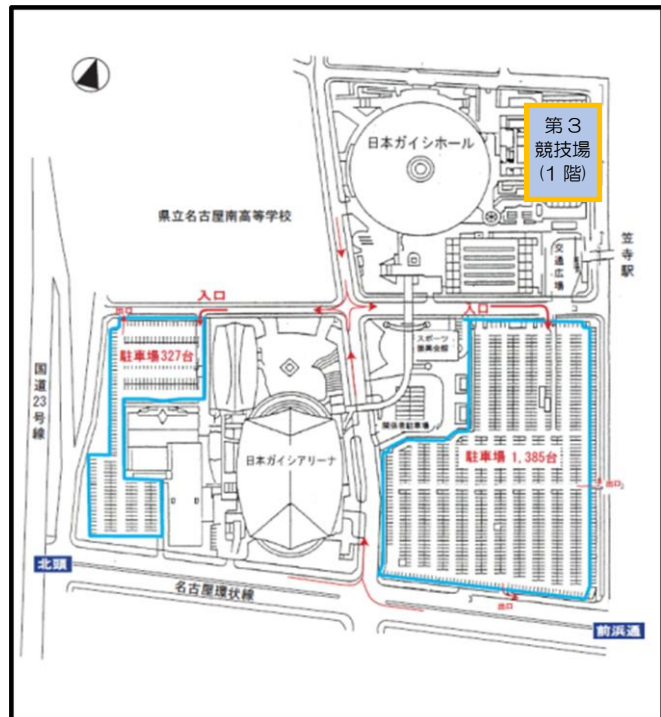 第3
競技場
(1階)
日本ガイシホール
県立名古屋南高等学校
笠寺駅
交通広場
入口
入口
出口
スポーツ
振興会館
駐車場327台
国道23号線
関係者駐車場
日本ガイシアリーナ
駐車場 1,385台
出口
北頭
名古屋環状線
出口
前浜通